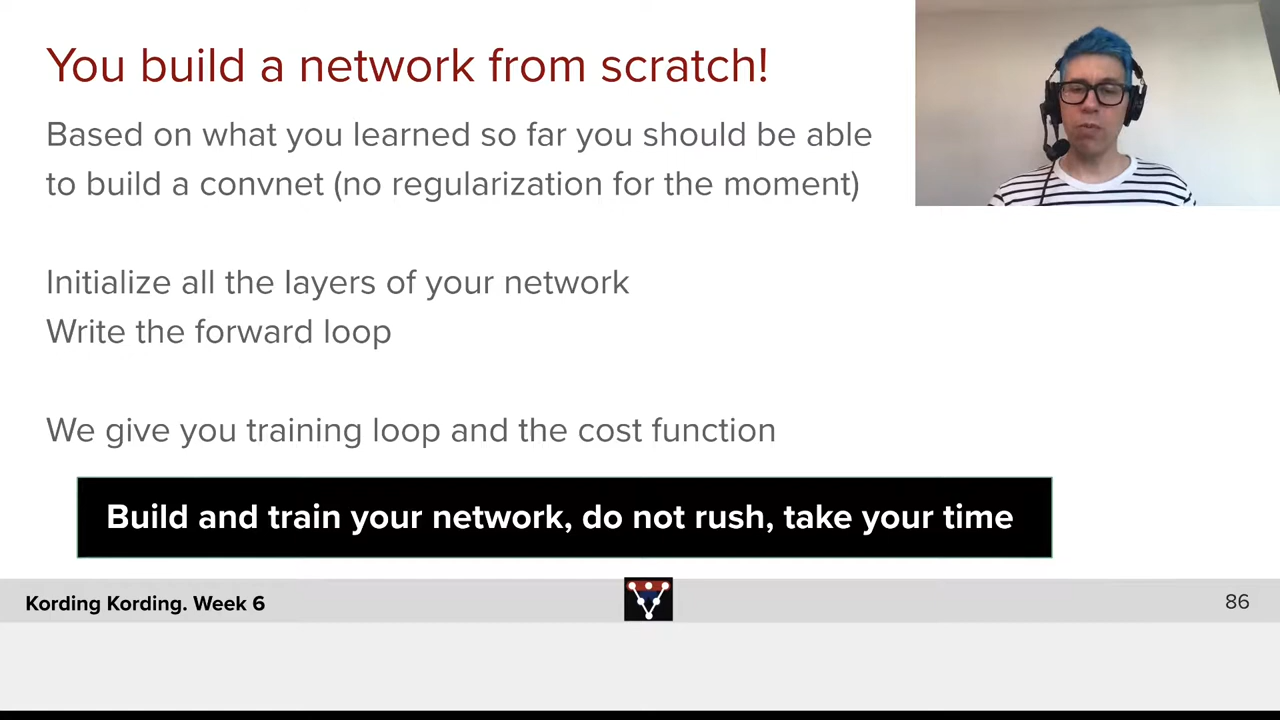 You build a network from scratch!
Based on what you learned so far you should be able
to build a convnet (no regularization for the moment)
Initialize all the layers of your network
Write the forward loop
We give you training loop and the cost function
Build and train your network, do not rush, take your time
Kording Kording. Week 6
86